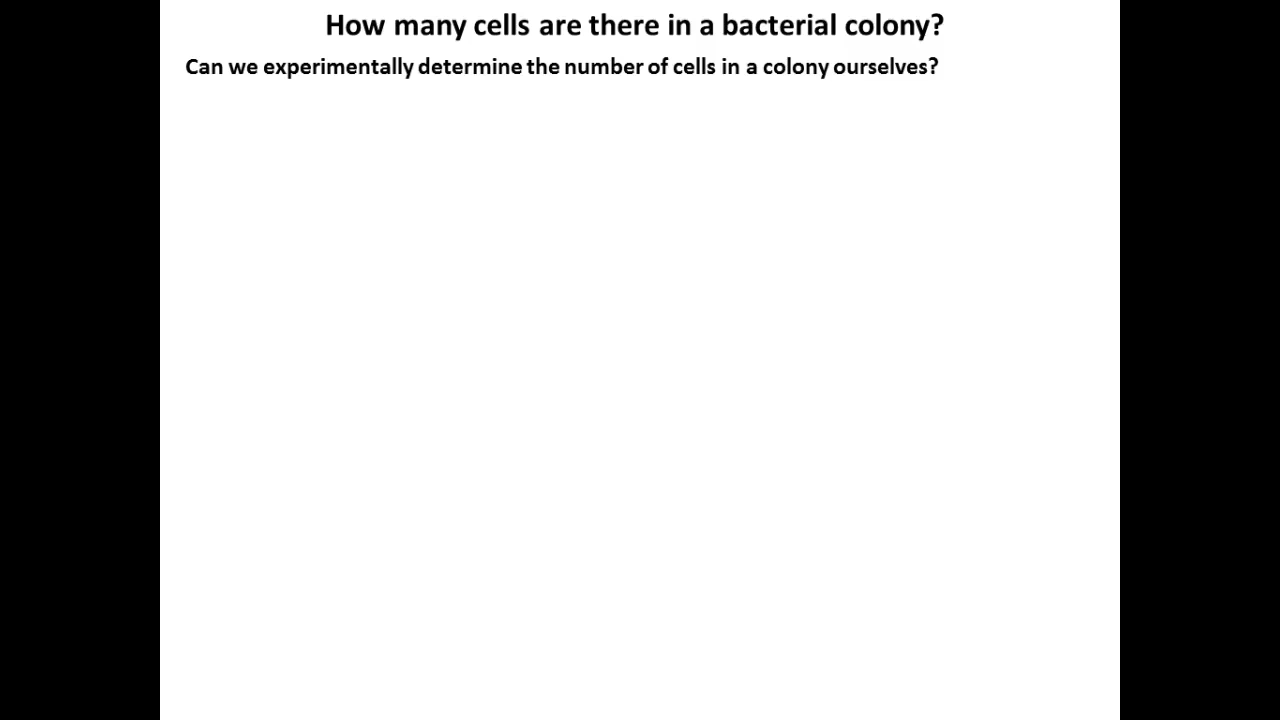 How many cells are there in a bacterial colony?
Can we experimentally determine the number of cells in a colony ourselves?